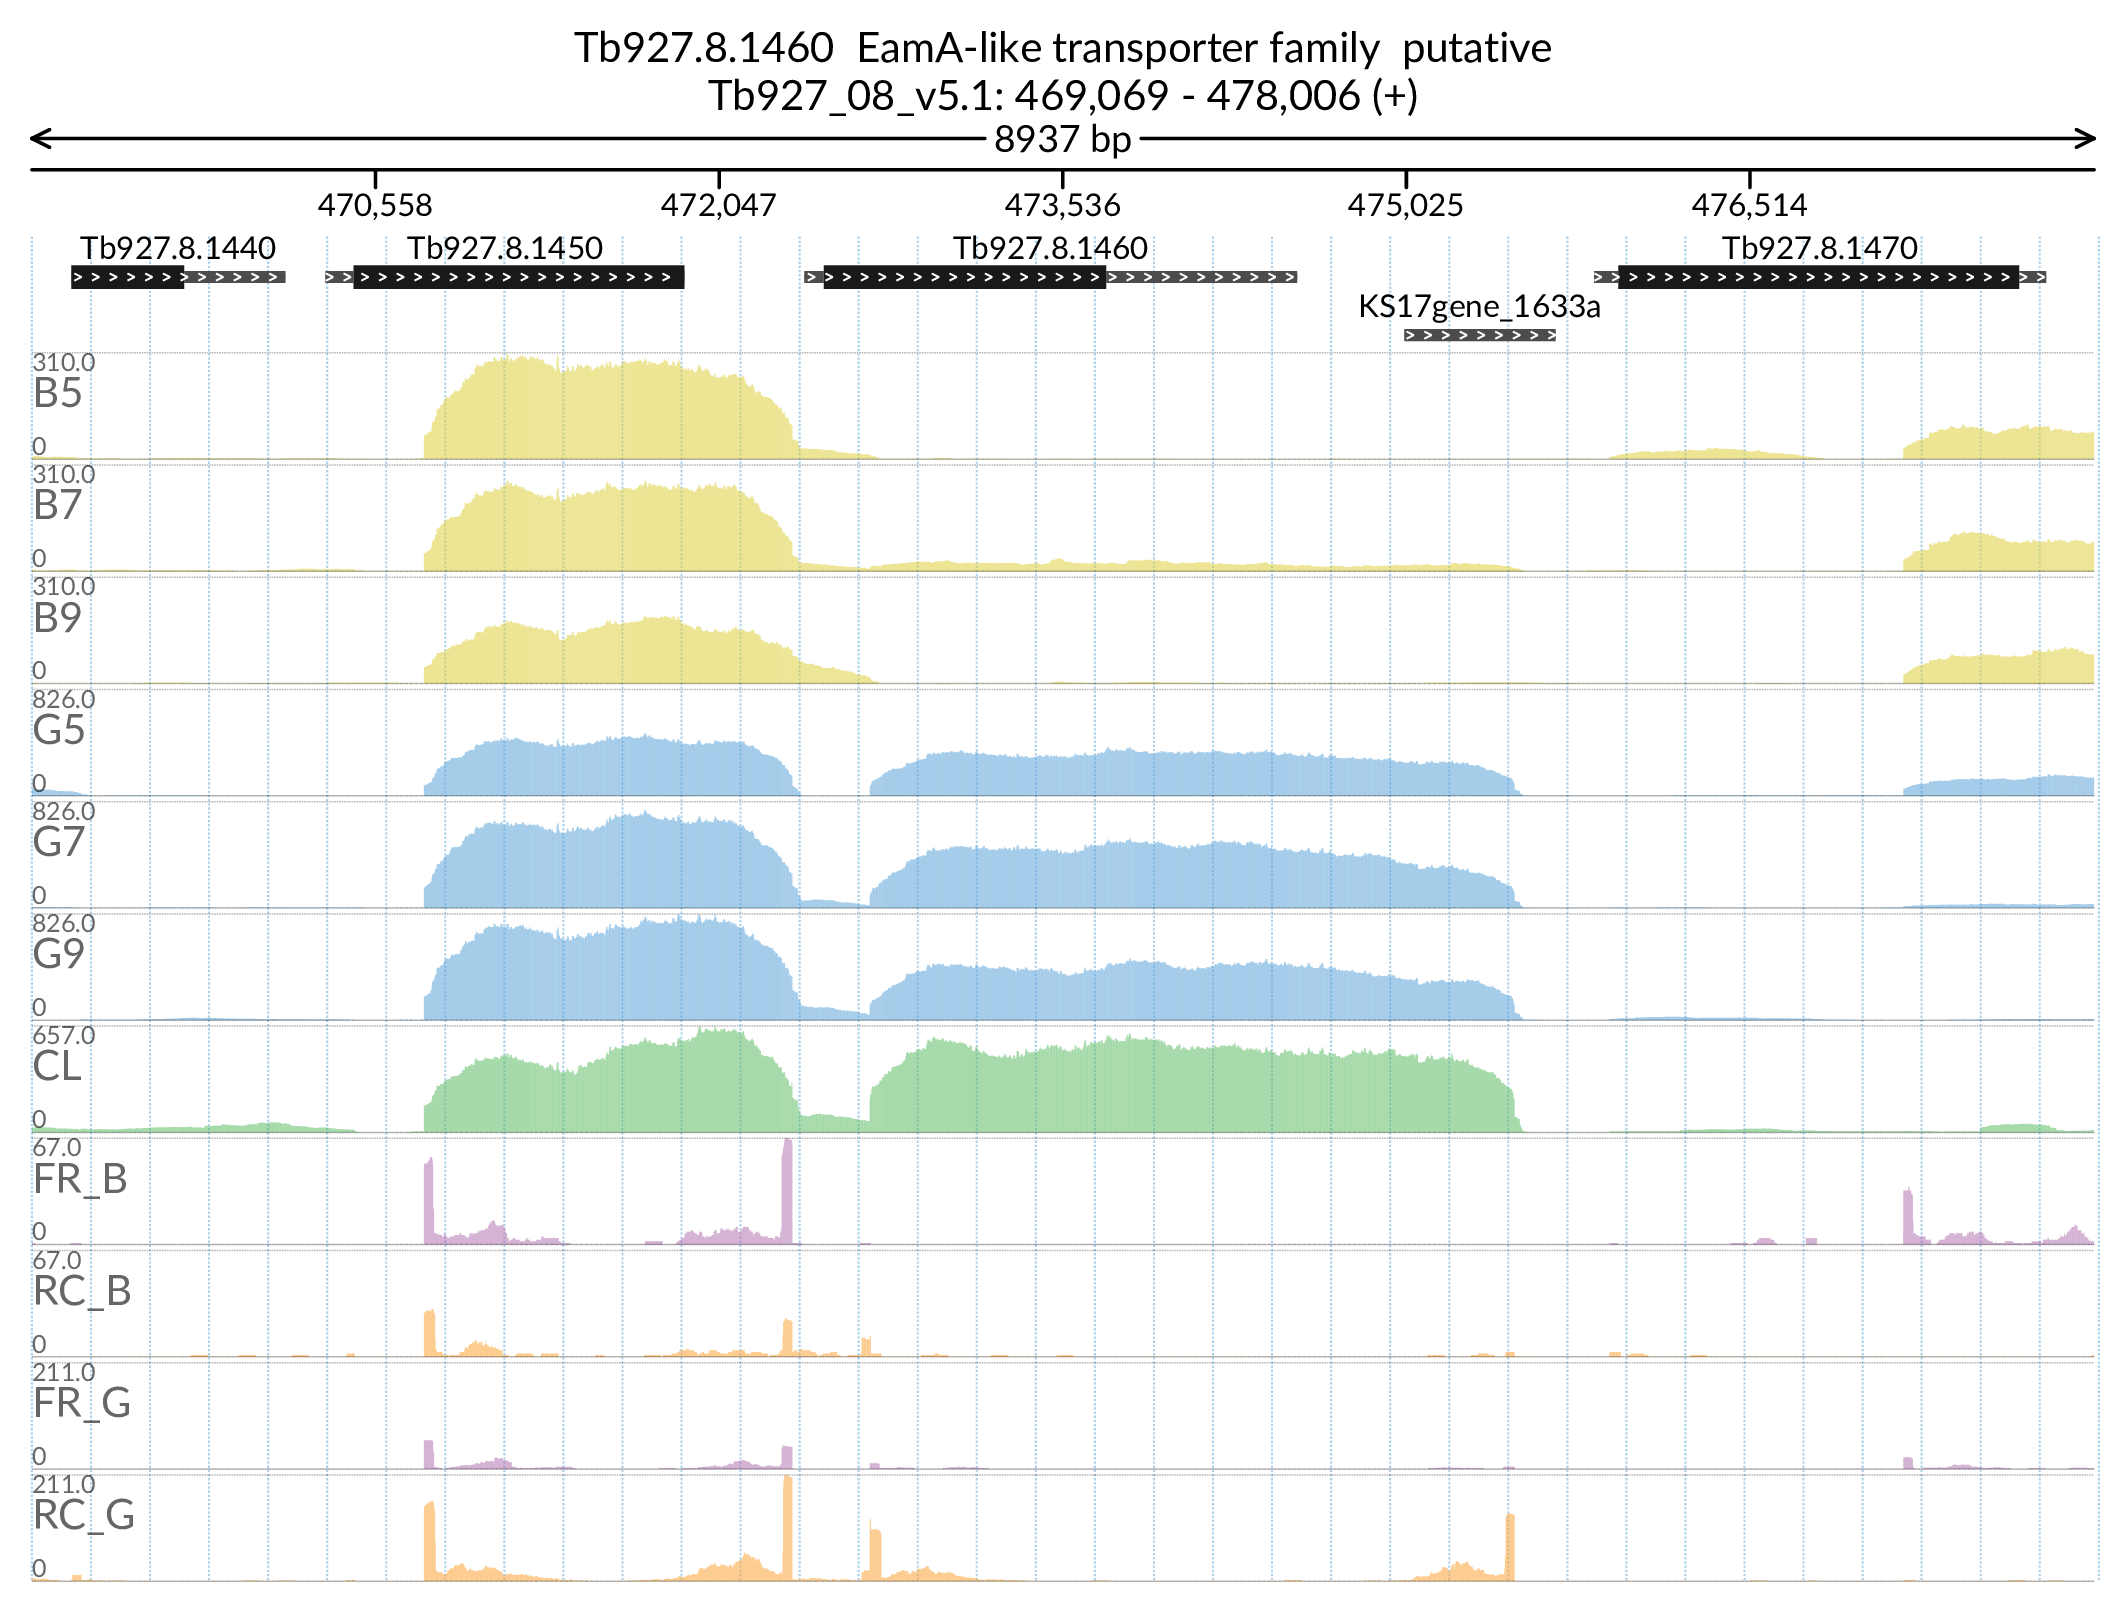 Tb927.8.1460  EamA-like transporter family  putative
Tb927_08_v5.1: 469,069 - 478,006 (+)
8937 bp
470,558 472,047 473,536 475,025 476,514
Tb927.8.1440 Tb927.8.1450 Tb927.8.1460 Tb927.8.1470
KS17gene_1633a
310.0
B5
0
310.0
B7
0
310.0
B9
0
826.0
G5
0
826.0
G7
0
826.0
G9
0
657.0
CL
0
67.0
FR_B
0
67.0
RC_B
0
211.0
FR_G
0
211.0
RC_G
0